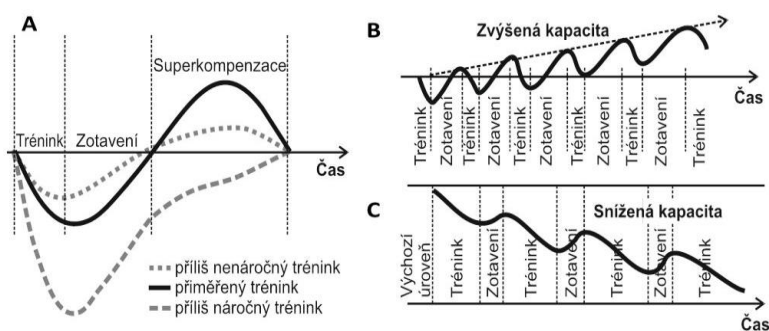 A
Superkompenzace
Trénink
Zotavení
Čas
příliš nenáročný trénink
přiměřený trénink
příliš náročný trénink
B
Zvýšená kapacita
Čas
Trénink
Zotavení
Trénink
Zotavení
Trénink
Zotavení
Trénink
Zotavení
Trénink
Zotavení
Trénink
C
Snížená kapacita
Výchozí
úroveň
Trénink
Zotavení
Trénink
Zotavení
Trénink
Zotavení
Trénink
Čas